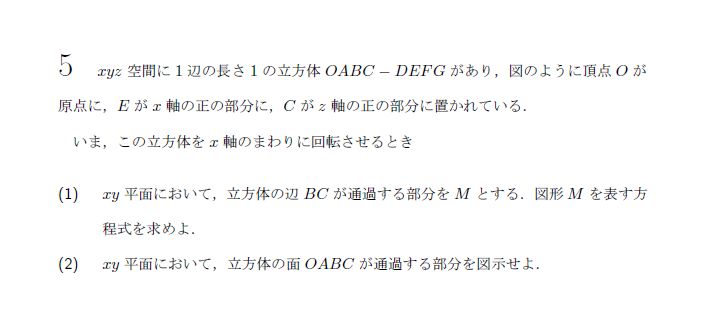 5 xyz 空間に 1 辺の長さ 1 の立方体 OABC − DEFG があり，図のように頂点 O が
原点に，E が x 軸の正の部分に，C が z 軸の正の部分に置かれている．
いま，この立方体を x 軸のまわりに回転させるとき
(1) xy 平面において，立方体の辺 BC が通過する部分を M とする．図形 M を表す方
程式を求めよ．
(2) xy 平面において，立方体の面 OABC が通過する部分を図示せよ．